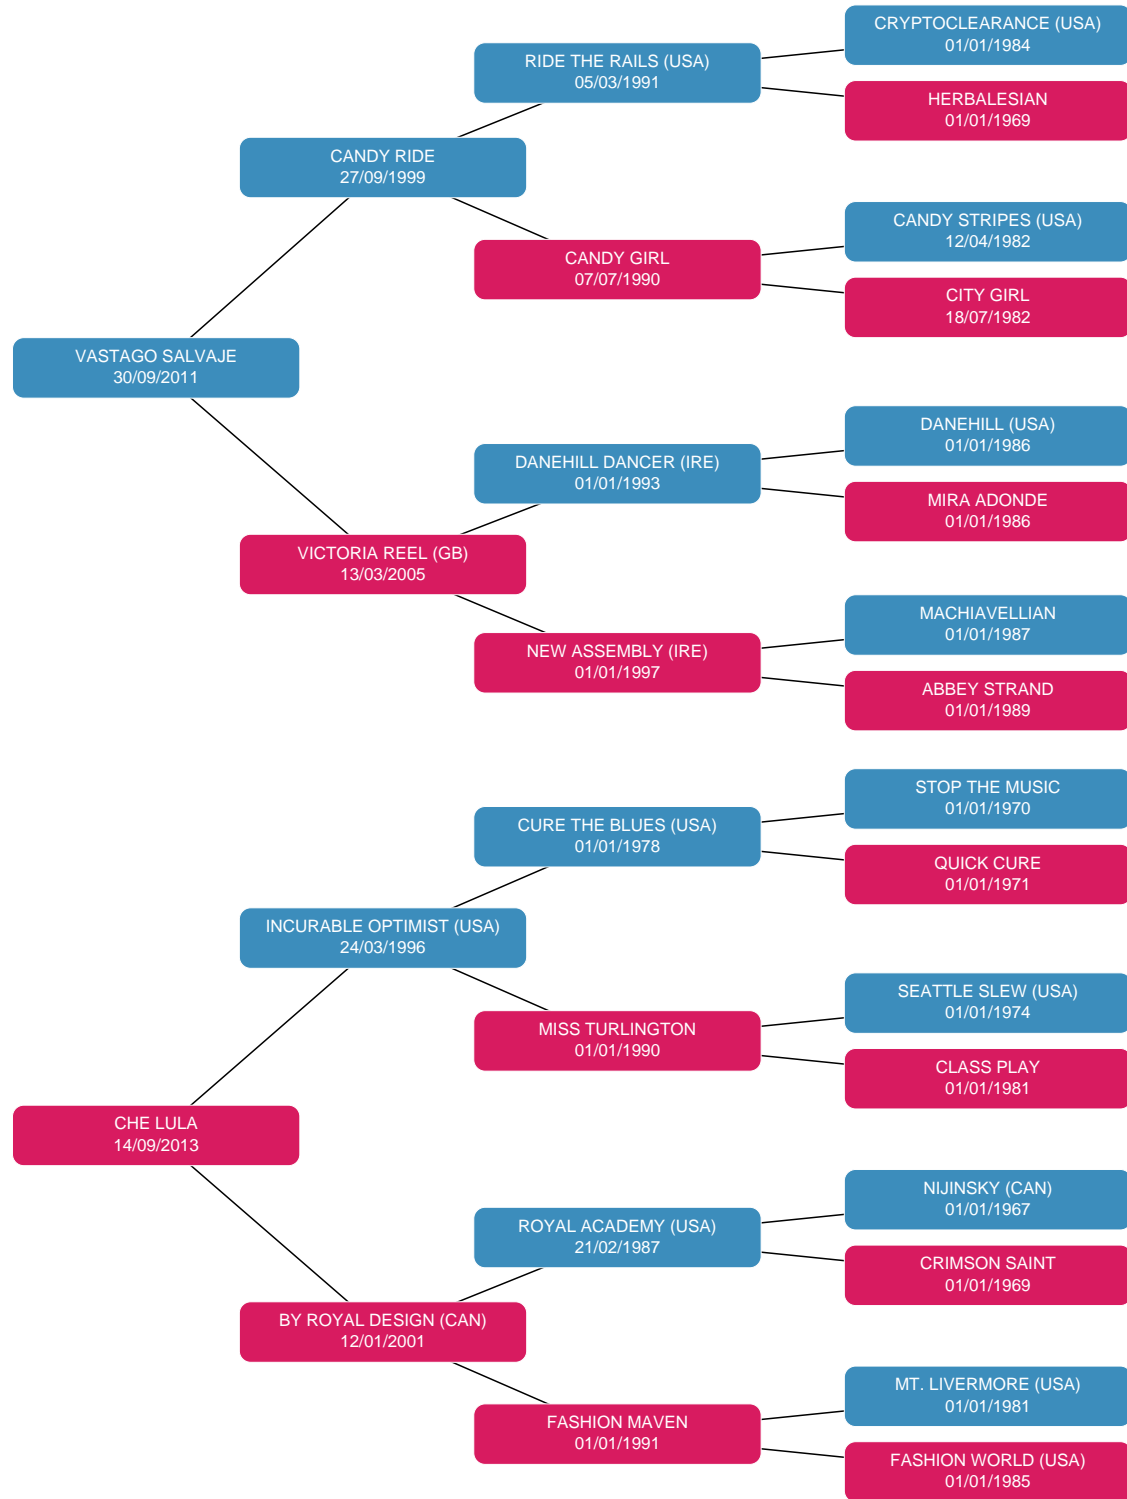 CRYPTOCLEARANCE (USA)
01/01/1984
RIDE THE RAILS (USA)
05/03/1991
HERBALESIAN
01/01/1969
CANDY RIDE
27/09/1999
CANDY STRIPES (USA)
12/04/1982
CANDY GIRL
07/07/1990
CITY GIRL
18/07/1982
VASTAGO SALVAJE
30/09/2011
DANEHILL (USA)
01/01/1986
DANEHILL DANCER (IRE)
01/01/1993
MIRA ADONDE
01/01/1986
VICTORIA REEL (GB)
13/03/2005
MACHIAVELLIAN
01/01/1987
NEW ASSEMBLY (IRE)
01/01/1997
ABBEY STRAND
01/01/1989
STOP THE MUSIC
01/01/1970
CURE THE BLUES (USA)
01/01/1978
QUICK CURE
01/01/1971
INCURABLE OPTIMIST (USA)
24/03/1996
SEATTLE SLEW (USA)
01/01/1974
MISS TURLINGTON
01/01/1990
CLASS PLAY
01/01/1981
CHE LULA
14/09/2013
NIJINSKY (CAN)
01/01/1967
ROYAL ACADEMY (USA)
21/02/1987
CRIMSON SAINT
01/01/1969
BY ROYAL DESIGN (CAN)
12/01/2001
MT. LIVERMORE (USA)
01/01/1981
FASHION MAVEN
01/01/1991
FASHION WORLD (USA)
01/01/1985